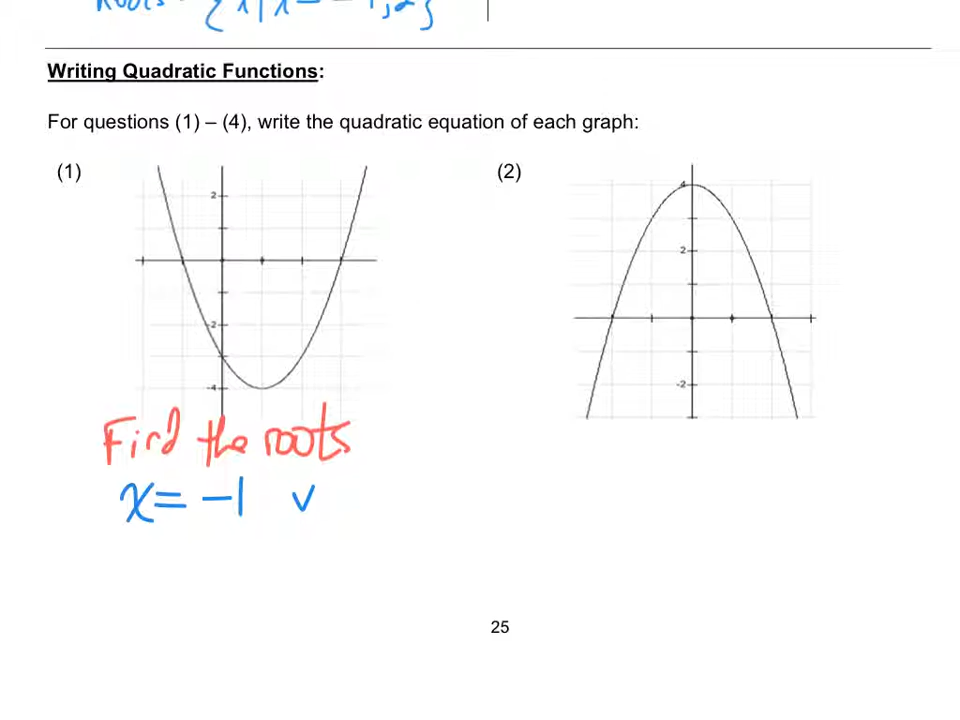 Writing Quadratic Functions:
For questions (1) – (4), write the quadratic equation of each graph:
(1)
(2)
2
-2
-4
4
2
-2
Find the roots
x = -1 v
25